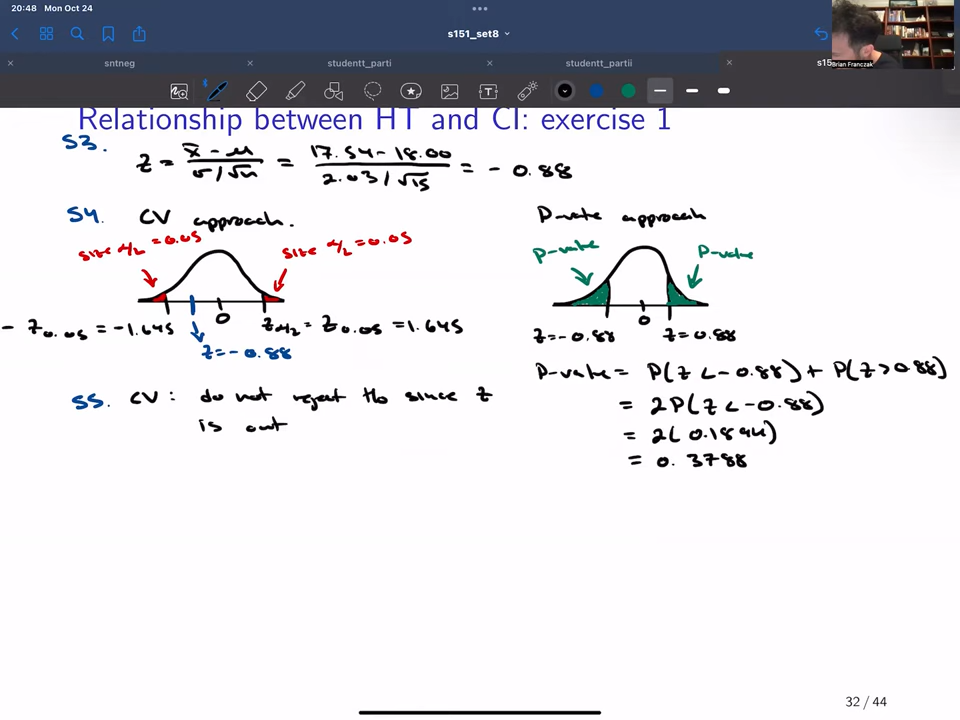 20:48 Mon Oct 24
s151_set8
sntneg
studentt_parti
studentt_partii
s15
Brian Franczak
Relationship between HT and CI: exercise 1
S3.
Z = x̄ - μ / σ/√n = 17.54 - 18.00 / 2.03/√15 = - 0.88
S4. CV approach.
size α/2 = 0.05
size α/2 = 0.05
- Z0.05 = -1.645
0
Zα/2 = Z0.05 = 1.645
Z = - 0.88
P-value approach
P-value
P-value
Z = - 0.88
0
Z = 0.88
P-value = P(Z < -0.88) + P(Z > 0.88)
= 2P(Z < -0.88)
= 2(0.1894)
= 0.3788
S5. CV: do not reject H0 since Z
is out
32 / 44